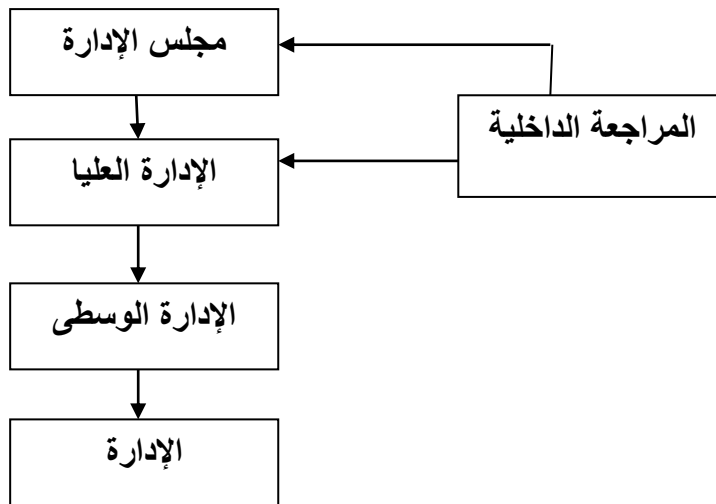 مجلس الإدارة
المراجعة الداخلية
الإدارة العليا
الإدارة الوسطى
الإدارة